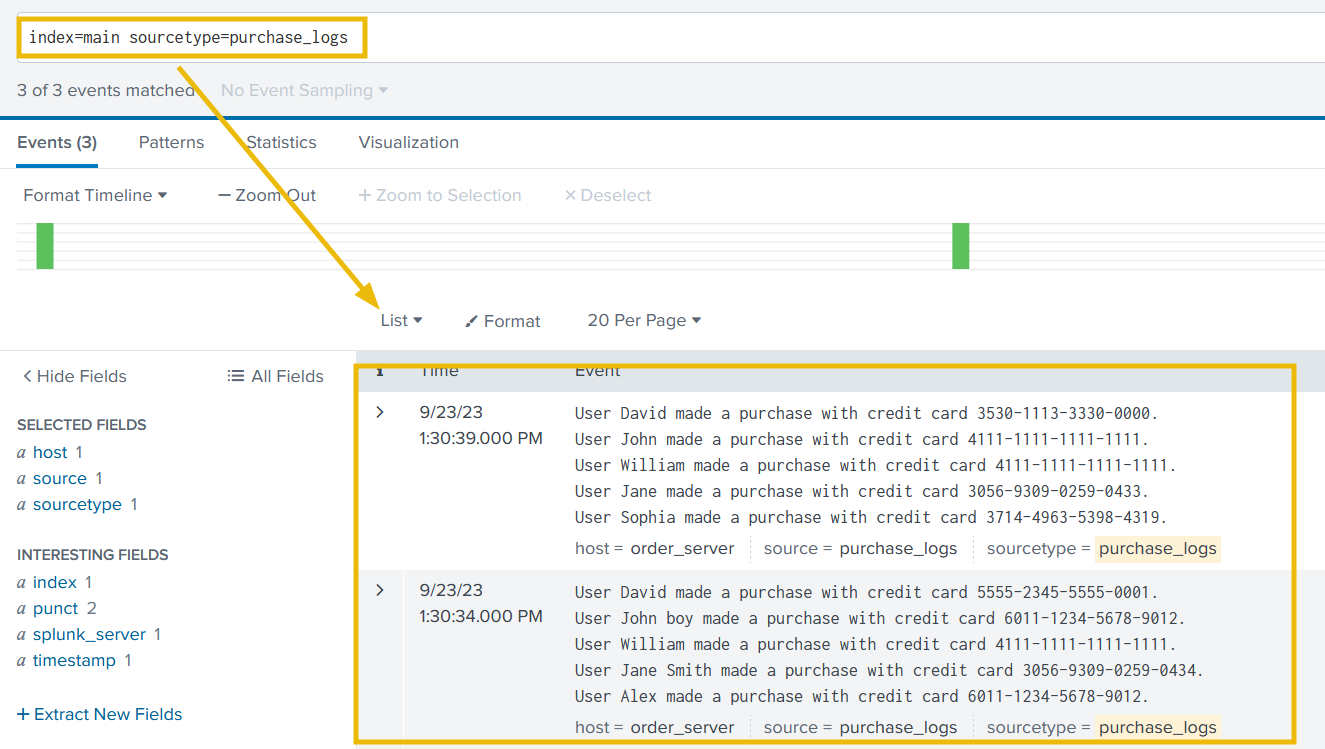 index=main sourcetype=purchase_logs
3 of 3 events matched No Event Sampling
Events (3) Patterns Statistics Visualization
Format Timeline − Zoom Out + Zoom to Selection × Deselect
List Format 20 Per Page
< Hide Fields All Fields
i Time Event
SELECTED FIELDS
a host 1
a source 1
a sourcetype 1
INTERESTING FIELDS
a index 1
a punct 2
a splunk_server 1
a timestamp 1
+ Extract New Fields
> 9/23/23
1:30:39.000 PM
User David made a purchase with credit card 3530-1113-3330-0000.
User John made a purchase with credit card 4111-1111-1111-1111.
User William made a purchase with credit card 4111-1111-1111-1111.
User Jane made a purchase with credit card 3056-9309-0259-0433.
User Sophia made a purchase with credit card 3714-4963-5398-4319.
host = order_server source = purchase_logs sourcetype = purchase_logs
> 9/23/23
1:30:34.000 PM
User David made a purchase with credit card 5555-2345-5555-0001.
User John boy made a purchase with credit card 6011-1234-5678-9012.
User William made a purchase with credit card 4111-1111-1111-1111.
User Jane Smith made a purchase with credit card 3056-9309-0259-0434.
User Alex made a purchase with credit card 6011-1234-5678-9012.
host = order_server source = purchase_logs sourcetype = purchase_logs